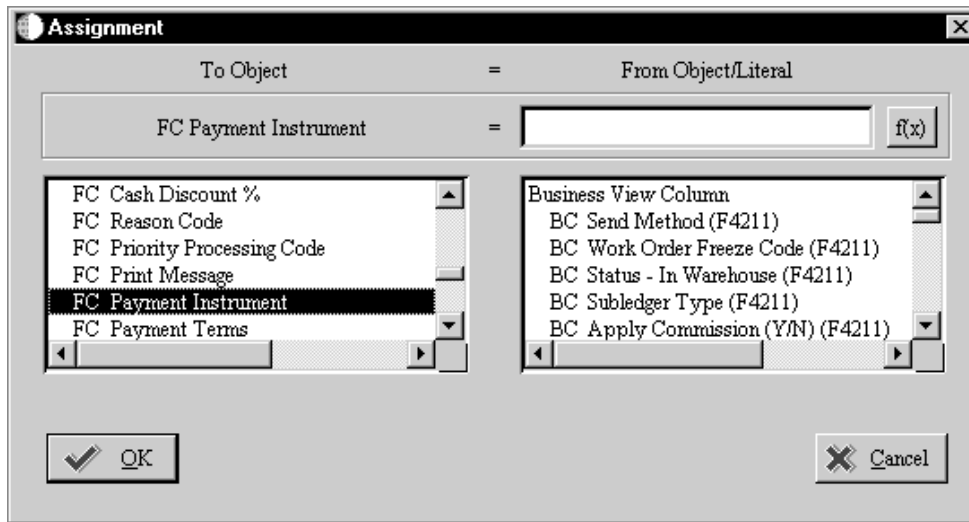 Assignment
To Object = From Object/Literal
FC Payment Instrument = f(x)
FC Cash Discount %
FC Reason Code
FC Priority Processing Code
FC Print Message
FC Payment Instrument
FC Payment Terms
Business View Column
BC Send Method (F4211)
BC Work Order Freeze Code (F4211)
BC Status - In Warehouse (F4211)
BC Subledger Type (F4211)
BC Apply Commission (Y/N) (F4211)
OK
Cancel